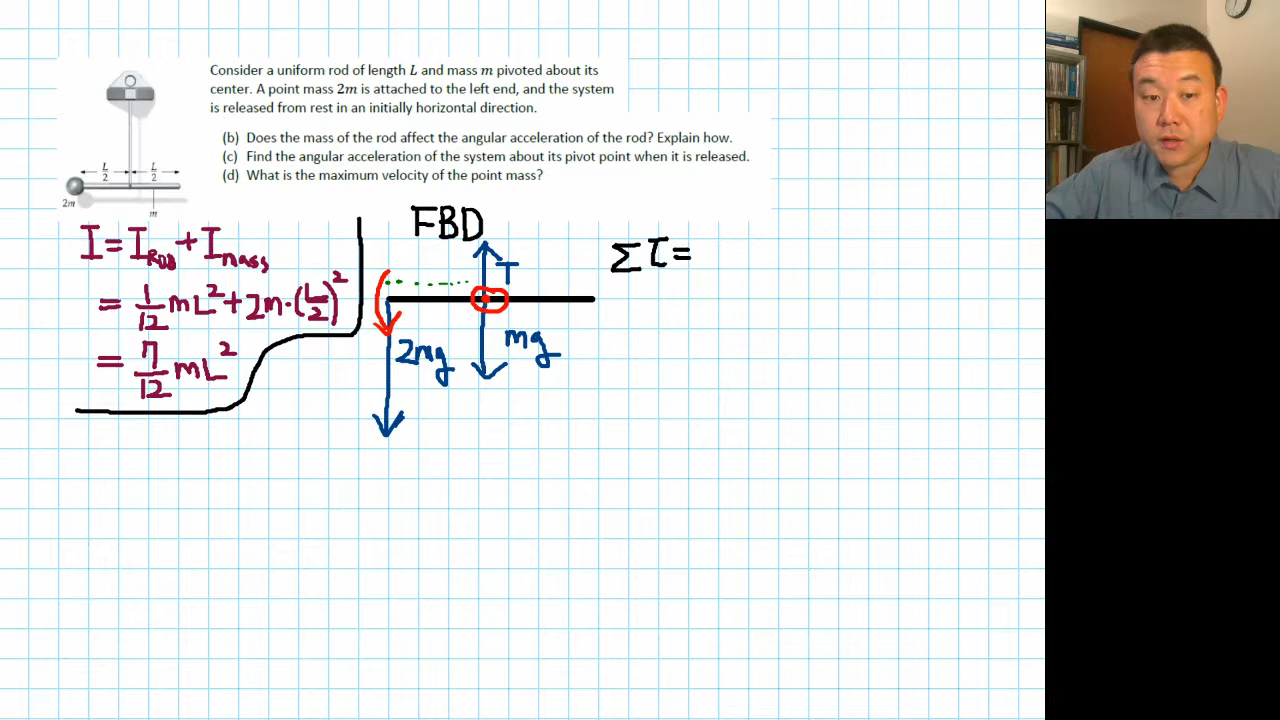 Consider a uniform rod of length L and mass m pivoted about its
center. A point mass 2m is attached to the left end, and the system
is released from rest in an initially horizontal direction.
(b) Does the mass of the rod affect the angular acceleration of the rod? Explain how.
(c) Find the angular acceleration of the system about its pivot point when it is released.
(d) What is the maximum velocity of the point mass?
L/2 L/2
2m
m
I = I_ROD + I_MASS
= 1/12 mL² + 2m·(L/2)²
= 7/12 mL²
FBD
T
2mg
mg
Στ =